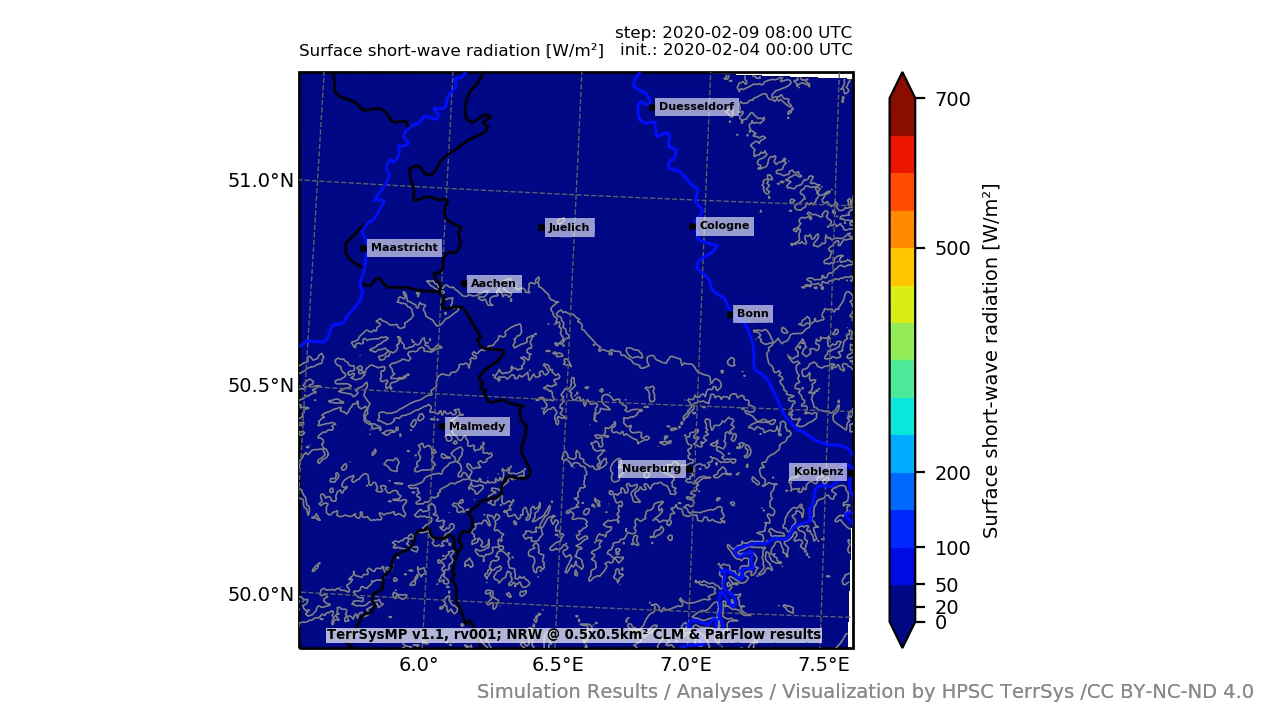 step: 2020-02-09 08:00 UTC
Surface short-wave radiation [W/m²] init.: 2020-02-04 00:00 UTC
Duesseldorf
700
51.0°N
Juelich
Cologne
Maastricht
500
Aachen
Bonn
Surface short-wave radiation [W/m²]
50.5°N
Malmedy
Nuerburg
Koblenz
200
100
50
20
0
50.0°N
TerrSysMP v1.1, rv001; NRW @ 0.5x0.5km² CLM & ParFlow results
6.0° 6.5°E 7.0°E 7.5°E
Simulation Results / Analyses / Visualization by HPSC TerrSys /CC BY-NC-ND 4.0